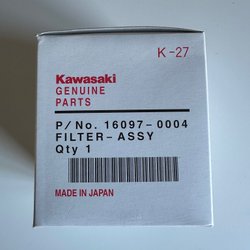 K-27
Kawasaki
GENUINE
PARTS
P/No. 16097-0004
FILTER-ASSY
Qty 1
MADE IN JAPAN